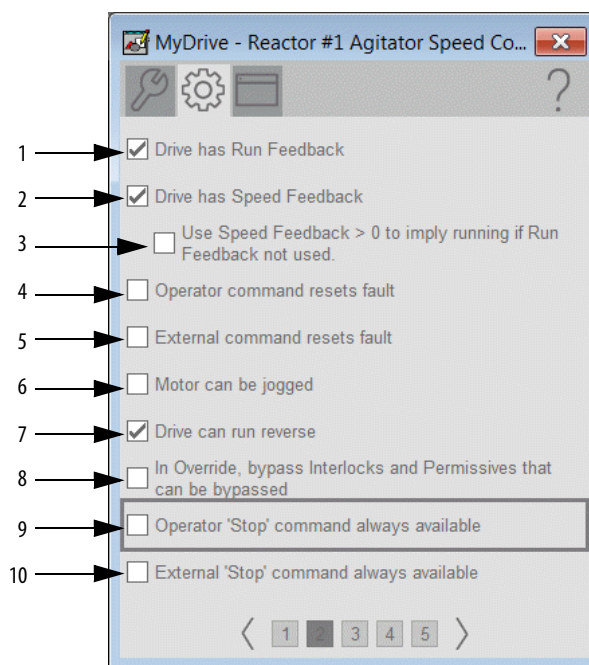 MyDrive - Reactor #1 Agitator Speed Co...
?
1 Drive has Run Feedback
2 Drive has Speed Feedback
3 Use Speed Feedback > 0 to imply running if Run
Feedback not used.
4 Operator command resets fault
5 External command resets fault
6 Motor can be jogged
7 Drive can run reverse
8 In Override, bypass Interlocks and Permissives that
can be bypassed
9 Operator 'Stop' command always available
10 External 'Stop' command always available
1 2 3 4 5